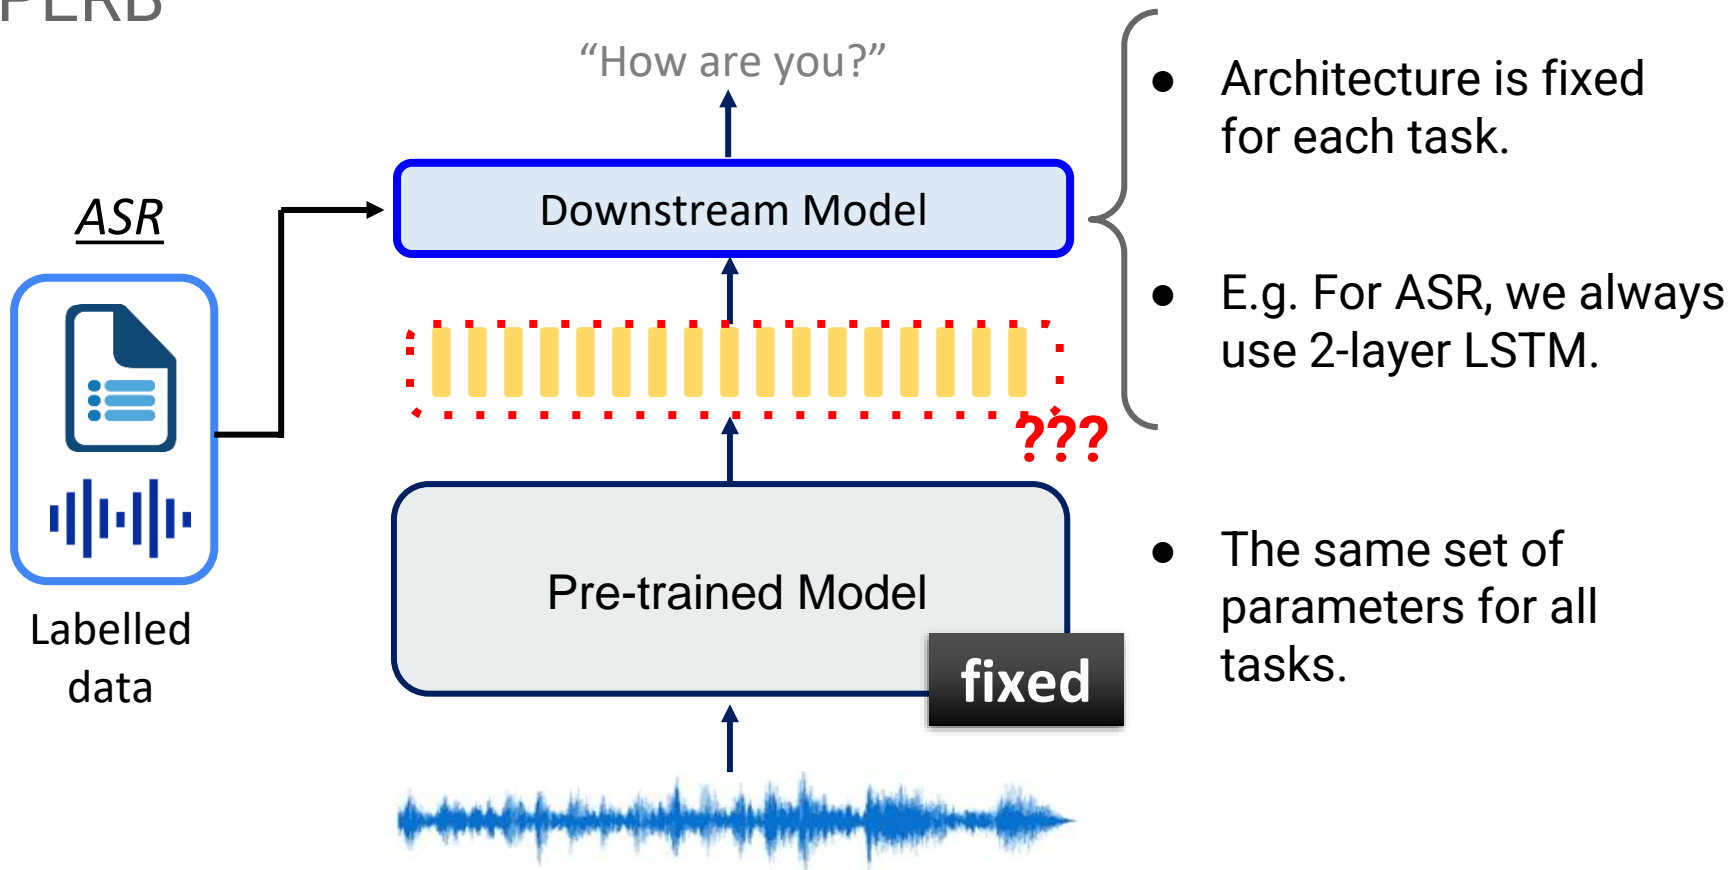 PERB
“How are you?”
● Architecture is fixed
for each task.
Downstream Model
ASR
● E.g. For ASR, we always
use 2-layer LSTM.
???
Pre-trained Model
fixed
● The same set of
parameters for all
tasks.
Labelled
data